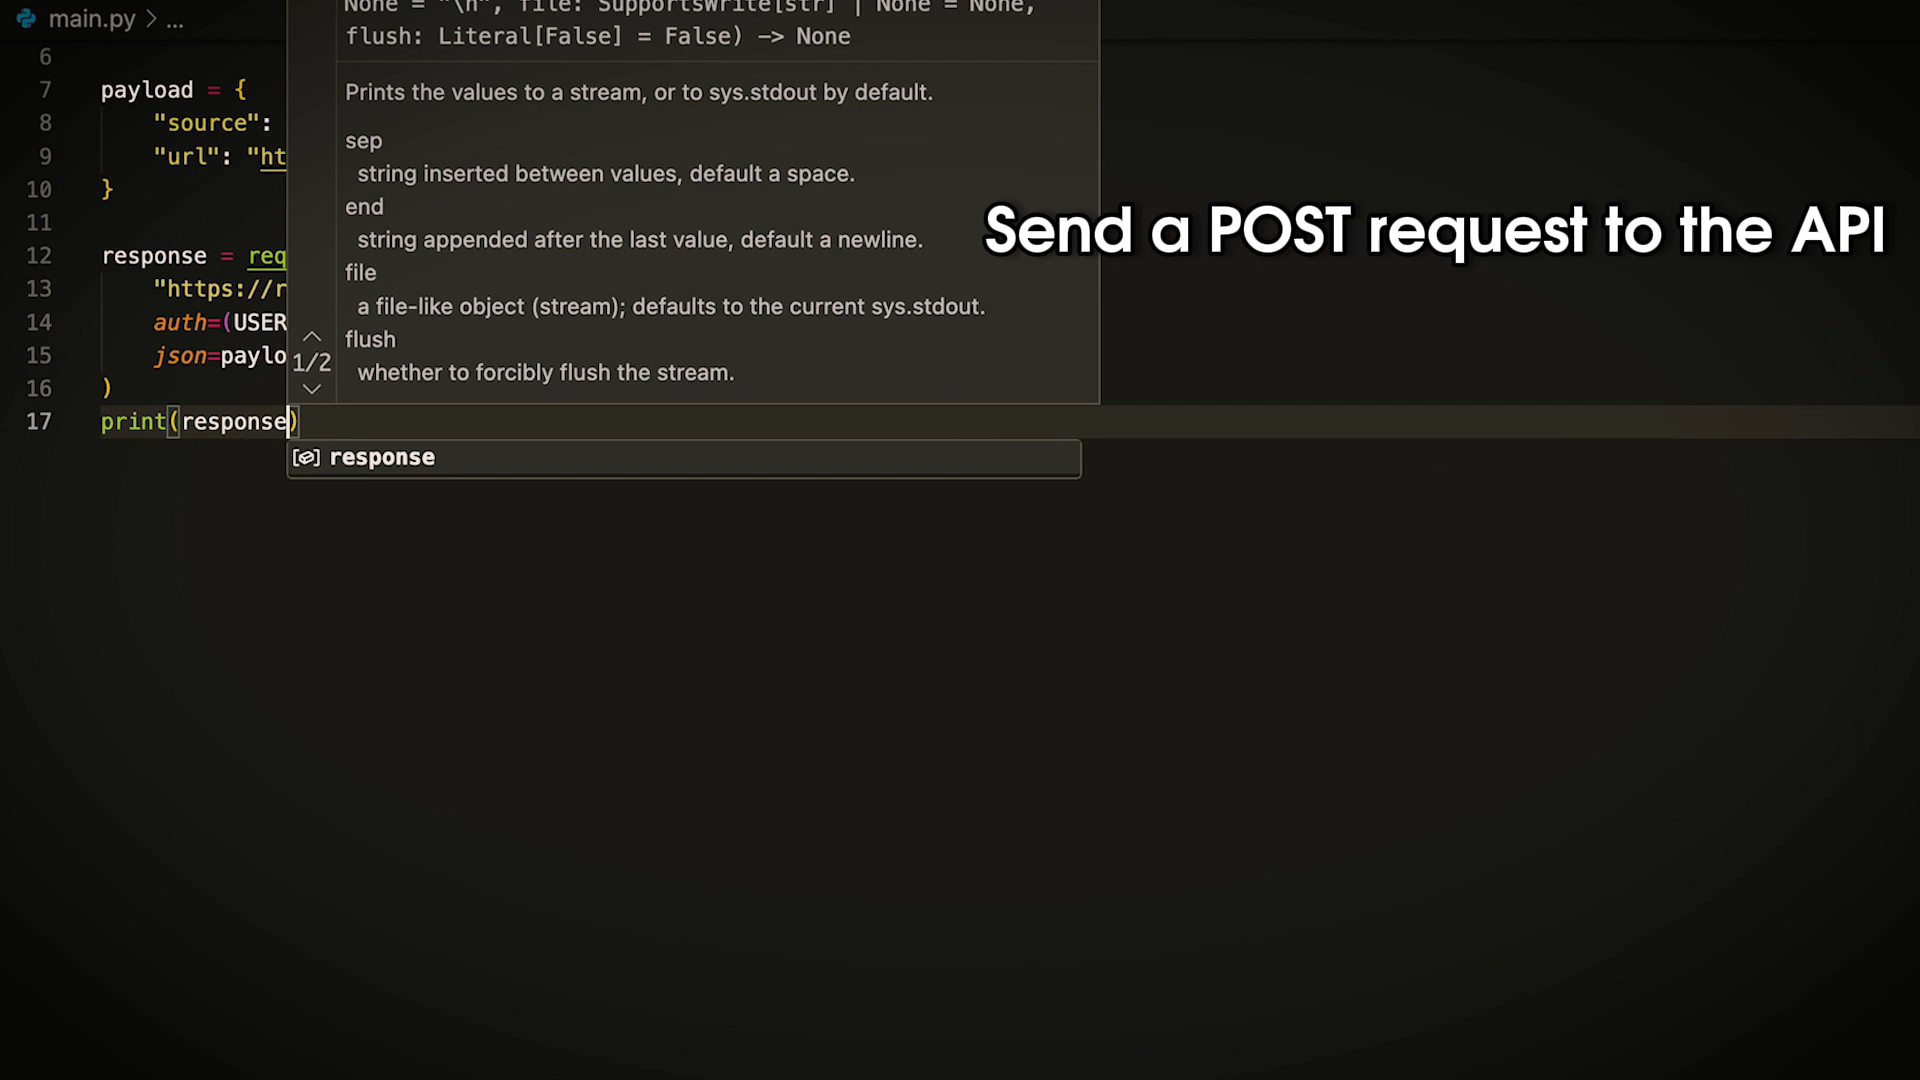 main.py > ...
None = "\n", file: SupportsWrite[str] | None = None,
flush: Literal[False] = False) -> None
6
7 payload = {
8 "source":
9 "url": "ht
10 }
11
12 response = req
13 "https://r
14 auth=(USER
15 json=paylo
16 )
17 print(response)
Prints the values to a stream, or to sys.stdout by default.
sep
string inserted between values, default a space.
end
string appended after the last value, default a newline.
file
a file-like object (stream); defaults to the current sys.stdout.
flush
whether to forcibly flush the stream.
1/2
response
Send a POST request to the API